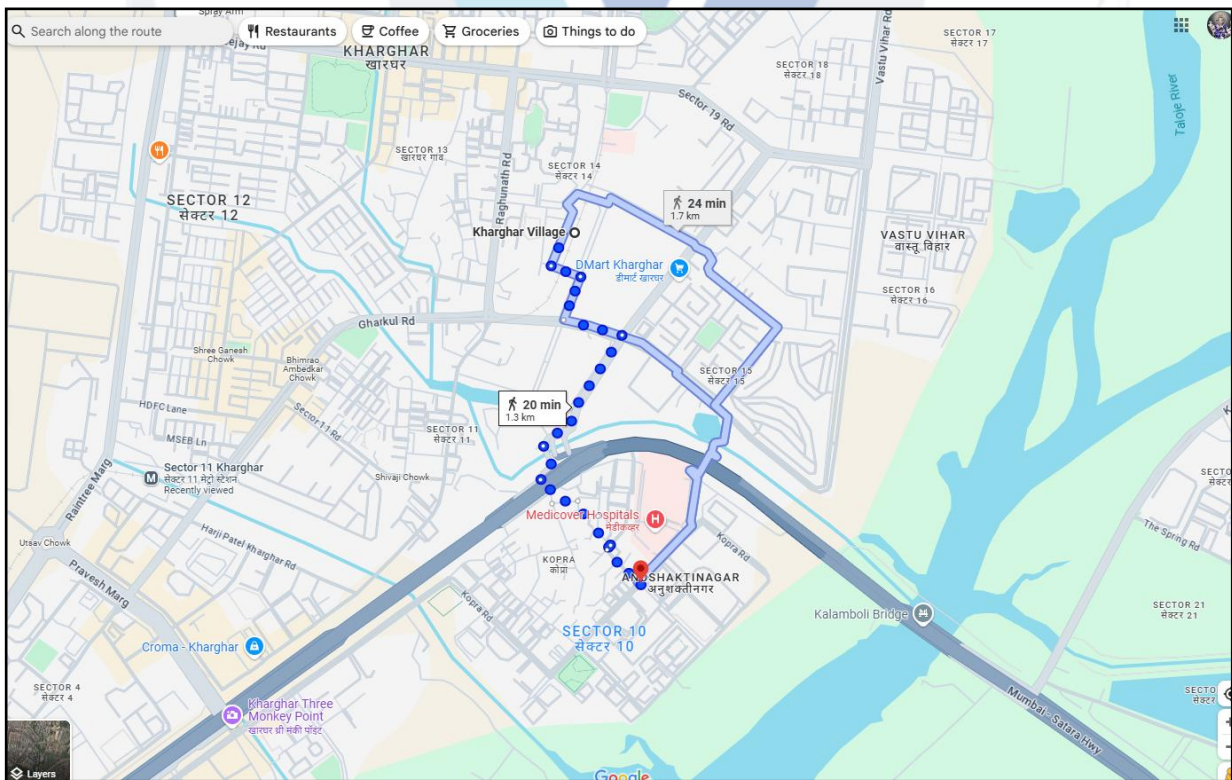 Search along the route
Restaurants
Coffee
Groceries
Things to do
KHARGHAR
खारघर
Vastu Vihar Rd
SECTOR 17
सेक्टर 17
SECTOR 18
सेक्टर 18
Taloje River
Sector 19 Rd
SECTOR 13
खारघर गाव
SECTOR 14
सेक्टर 14
Raghunath Rd
SECTOR 12
सेक्टर 12
24 min
1.7 km
Kharghar Village
VASTU VIHAR
वास्तू विहार
DMart Kharghar
डीमार्ट खारघर
SECTOR 16
सेक्टर 16
Gharkul Rd
Shree Ganesh
Chowk
Bhimrao
Ambedkar
Chowk
SECTOR 15
सेक्टर 15
HDFC Lane
20 min
1.3 km
Sector 11 Rd
MSEB Ln
SECTOR 11
सेक्टर 11
Sector 11 Kharghar
सेक्टर 11 मेट्रो स्टेशन
Recently viewed
Shivaji Chowk
Raintree Marg
Medicover Hospitals
मेडीकव्हर
Utsav Chowk
Harji Patel Kharghar Rd
Kopra Rd
The Spring Rd
KOPRA
कोप्रा
Pravesh Marg
ANUSHAKTINAGAR
अनुशक्तीनगर
Kopra Rd
Kalamboli Bridge
SECTOR 21
सेक्टर 21
SECTOR 10
सेक्टर 10
Croma - Kharghar
SECTOR 4
सेक्टर 4
Kharghar Three
Monkey Point
खारघर थ्री मंकी पॉइंट
Mumbai - Satara Hwy
Layers
Google